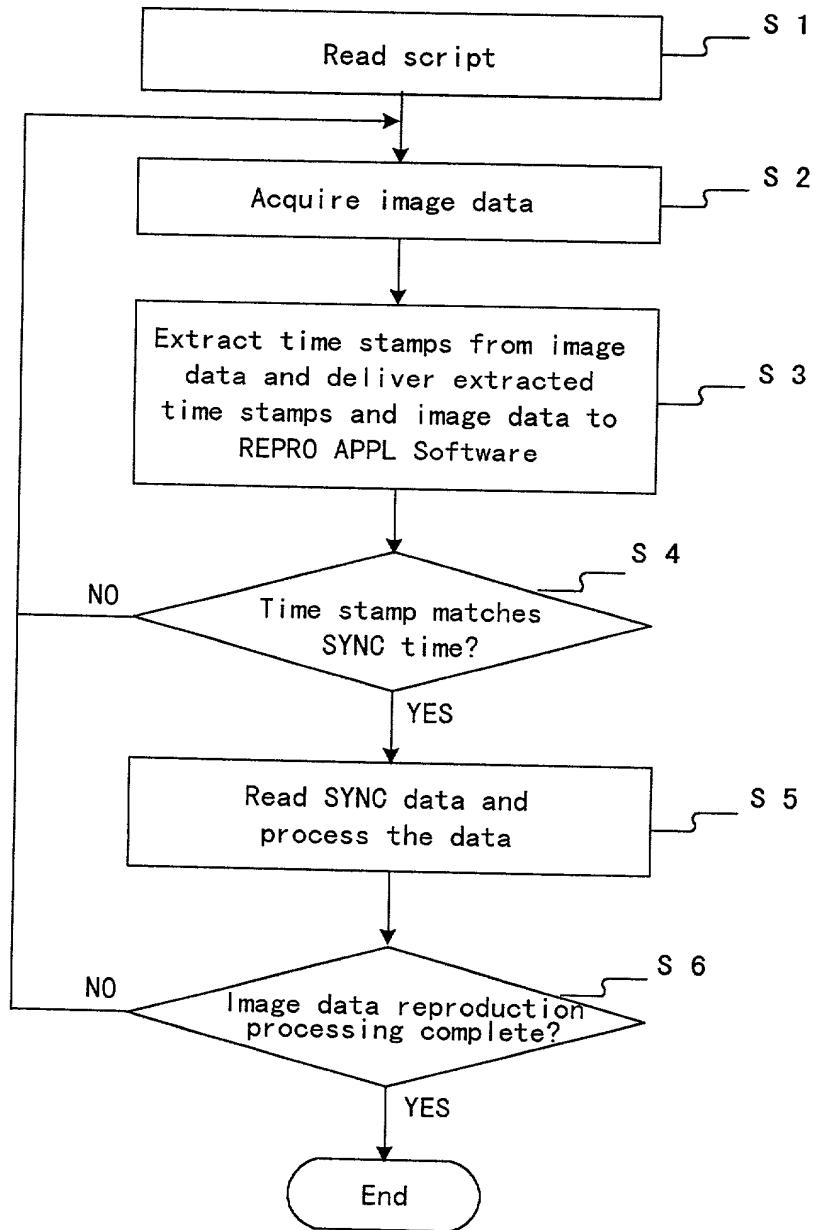 S 1
Read script
S 2
Acquire image data
Extract time stamps from image
data and deliver extracted
time stamps and image data to
REPRO APPL Software
S 3
S 4
NO
Time stamp matches
SYNC time?
YES
Read SYNC data and
process the data
S 5
S 6
NO
Image data reproduction
processing complete?
YES
End